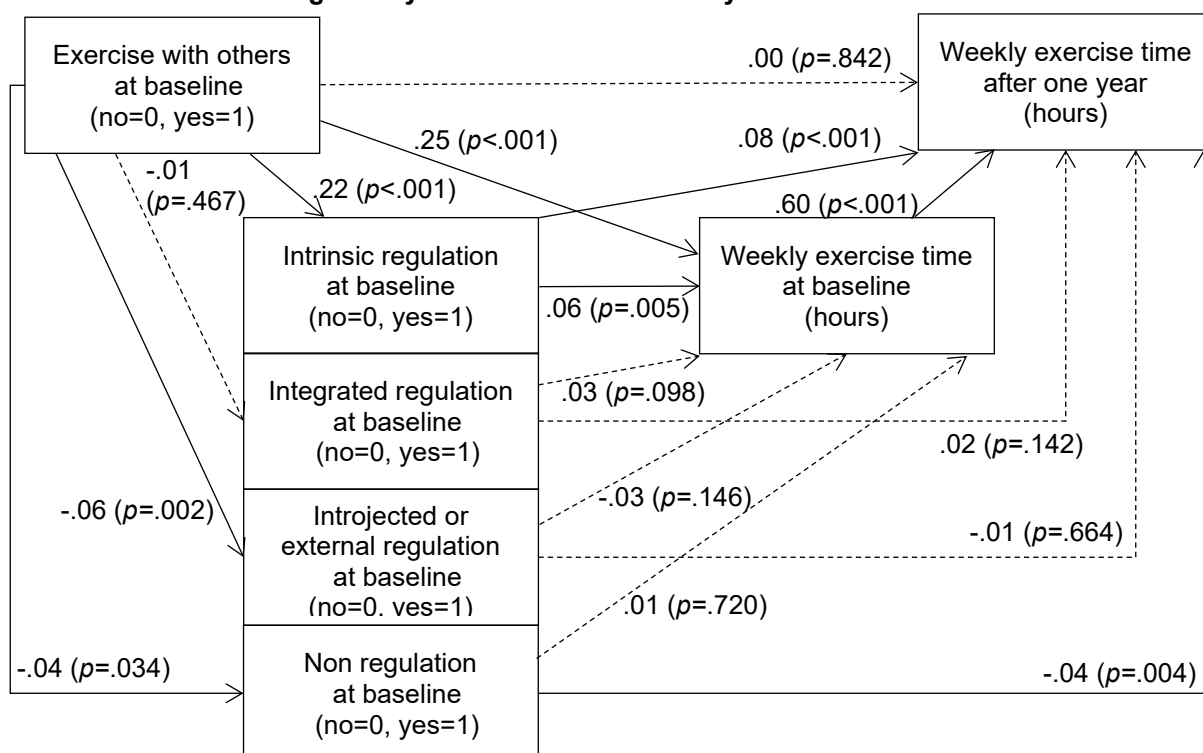 Exercise with others
at baseline
(no=0, yes=1)
Weekly exercise time
after one year
(hours)
.00 (p=.842)
.25 (p<.001)
.08 (p<.001)
-.01
(p=.467)
.22 (p<.001)
.60 (p<.001)
Intrinsic regulation
at baseline
(no=0, yes=1)
Weekly exercise time
at baseline
(hours)
.06 (p=.005)
Integrated regulation
at baseline
(no=0, yes=1)
.03 (p=.098)
.02 (p=.142)
-.06 (p=.002)
Introjected or
external regulation
at baseline
(no=0, yes=1)
-.03 (p=.146)
-.01 (p=.664)
.01 (p=.720)
-.04 (p=.034)
Non regulation
at baseline
(no=0, yes=1)
-.04 (p=.004)